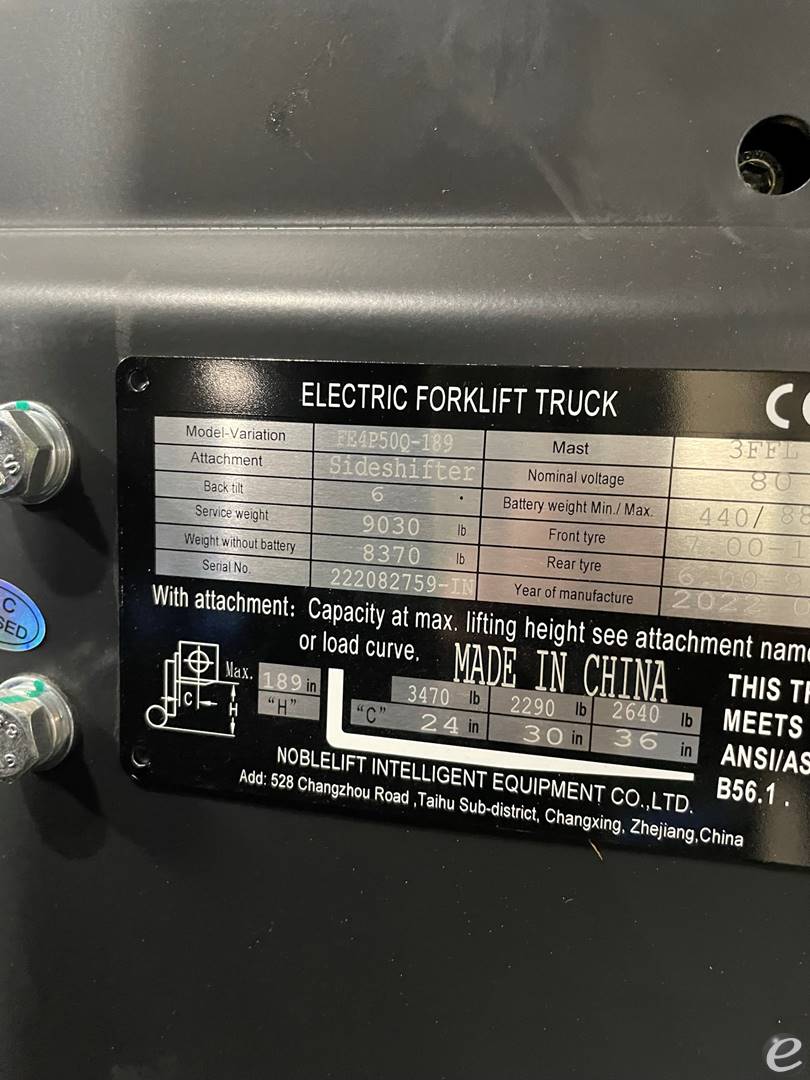 ELECTRIC FORKLIFT TRUCK
Model-Variation FE4P50Q-189 Mast 3FFL
Attachment Sideshifter Nominal voltage 80
Back tilt 6 ° Battery weight Min./ Max. 440/
Service weight 9030 lb Front tyre
Weight without battery 8370 lb Rear tyre
Serial No. 222082759-IN Year of manufacture 2022
With attachment: Capacity at max. lifting height see attachment name
or load curve. MADE IN CHINA
THIS
MEETS
ANSI/AS
B56.1 .
Max. 189 in 3470 lb 2290 lb 2640 lb
C H "H" "C" 24 in 30 in 36 in
NOBLELIFT INTELLIGENT EQUIPMENT CO.,LTD.
Add: 528 Changzhou Road ,Taihu Sub-district, Changxing, Zhejiang,China
C
SED
e